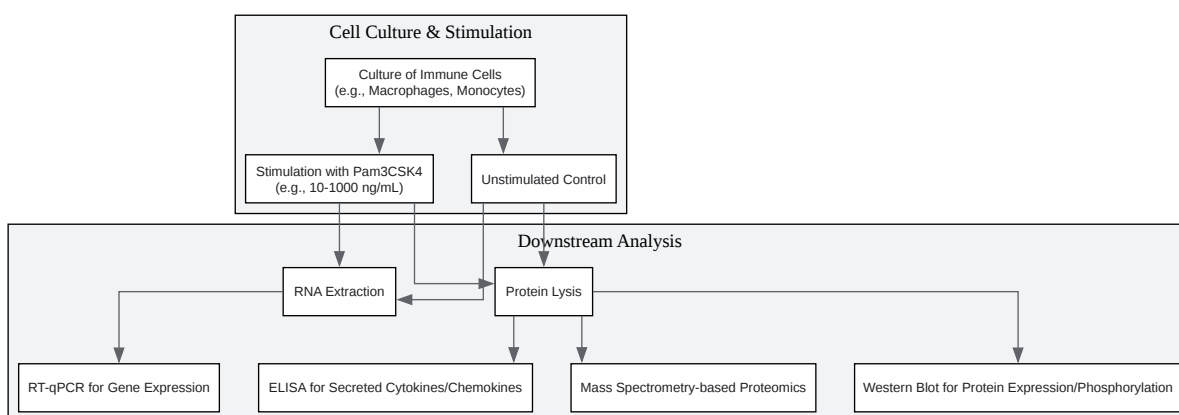 Cell Culture & Stimulation
Culture of Immune Cells
(e.g., Macrophages, Monocytes)
Stimulation with Pam3CSK4
(e.g., 10-1000 ng/mL)
Unstimulated Control
Downstream Analysis
RNA Extraction
Protein Lysis
RT-qPCR for Gene Expression
ELISA for Secreted Cytokines/Chemokines
Mass Spectrometry-based Proteomics
Western Blot for Protein Expression/Phosphorylation